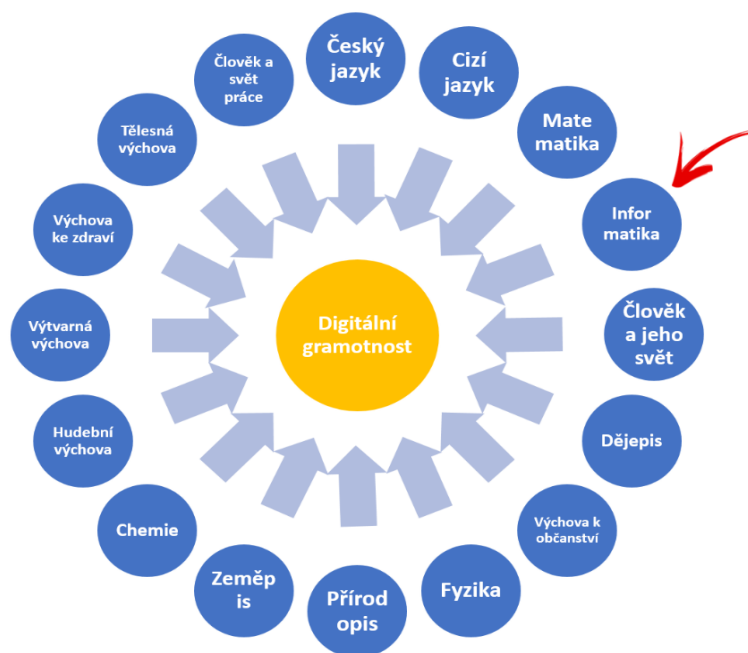 Český
jazyk
Cizí
jazyk
Mate
matika
Infor
matika
Člověk
a jeho
svět
Dějepis
Výchova k
občanství
Fyzika
Přírod
opis
Zeměp
is
Chemie
Hudební
výchova
Výtvarná
výchova
Výchova
ke zdraví
Tělesná
výchova
Člověk a
svět
práce
Digitální
gramotnost